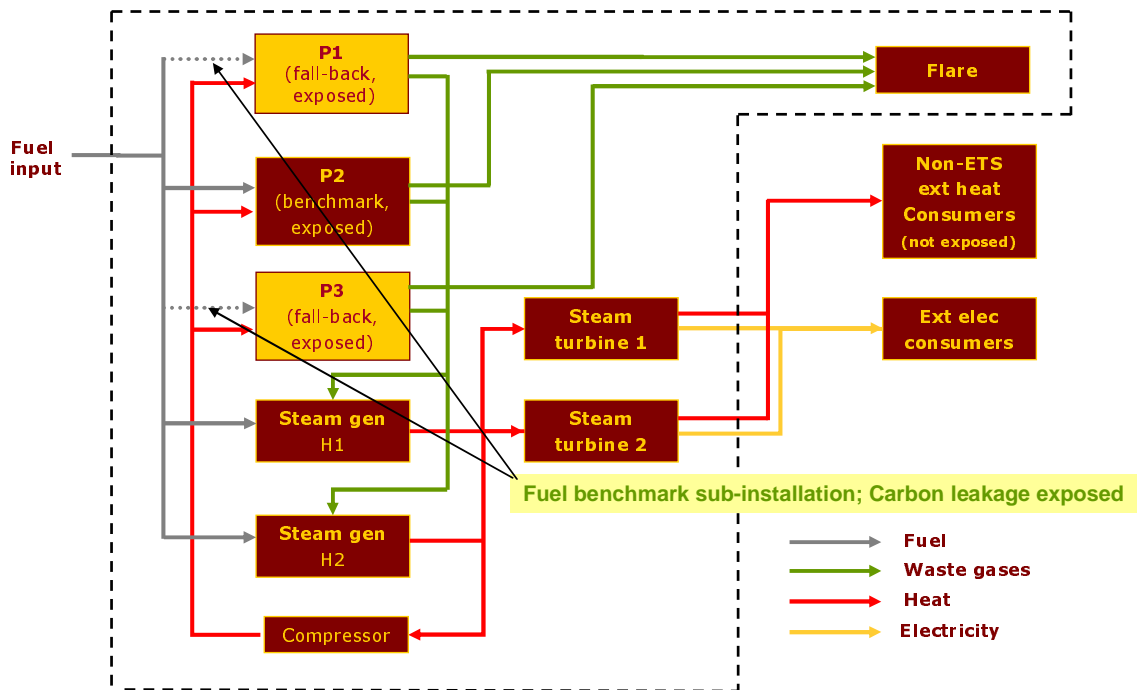 P1
(fall-back,
exposed)
Flare
Fuel
input
P2
(benchmark,
exposed)
Non-ETS
ext heat
Consumers
(not exposed)
P3
(fall-back,
exposed)
Steam
turbine 1
Ext elec
consumers
Steam gen
H1
Steam
turbine 2
Fuel benchmark sub-installation; Carbon leakage exposed
Steam gen
H2
Compressor
Fuel
Waste gases
Heat
Electricity